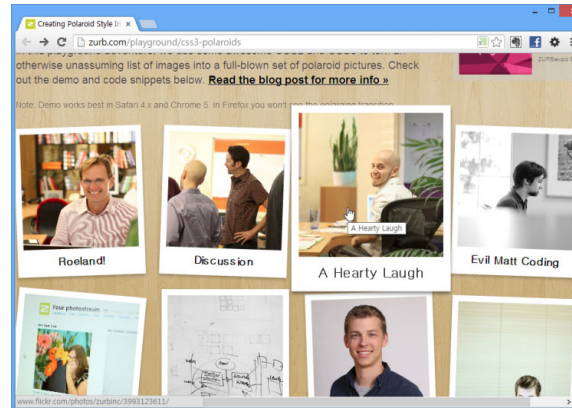 Creating Polaroid Style Im
zurb.com/playground/css3-polaroids
otherwise unassuming list of images into a full-blown set of polaroid pictures. Check
out the demo and code snippets below. Read the blog post for more info »
Note: Demo works best in Safari 4.x and Chrome 5. In Firefox you won't see the enlarging transition
Roeland!
Discussion
A Hearty Laugh
A Hearty Laugh
Evil Matt Coding
Your photostream
www.flickr.com/photos/zurbinc/3993123611/